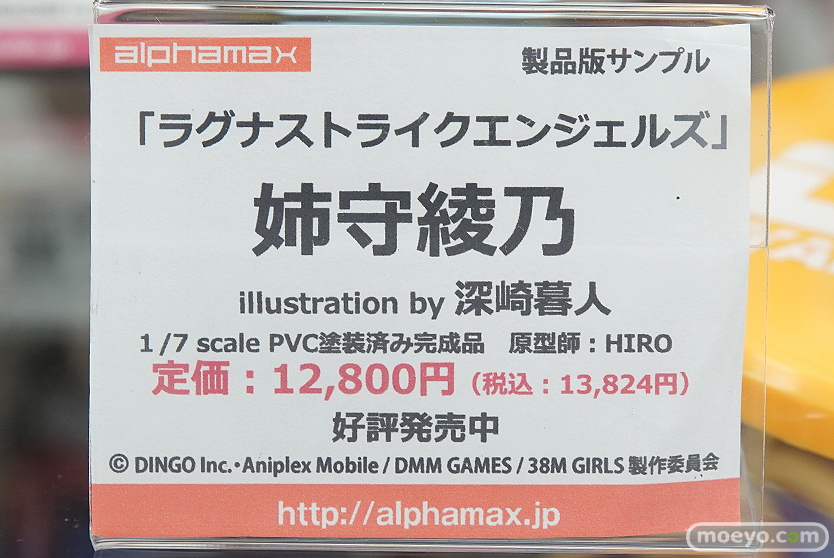 alphamax
製品版サンプル
「ラグナストライクエンジェルズ」
姉守綾乃
illustration by 深崎暮人
1/7 scale PVC塗装済み完成品 原型師:HIRO
定価:12,800円(税込:13,824円)
好評発売中
© DINGO Inc.・Aniplex Mobile / DMM GAMES / 38M GIRLS 製作委員会
http://alphamax.jp
moeyo.com